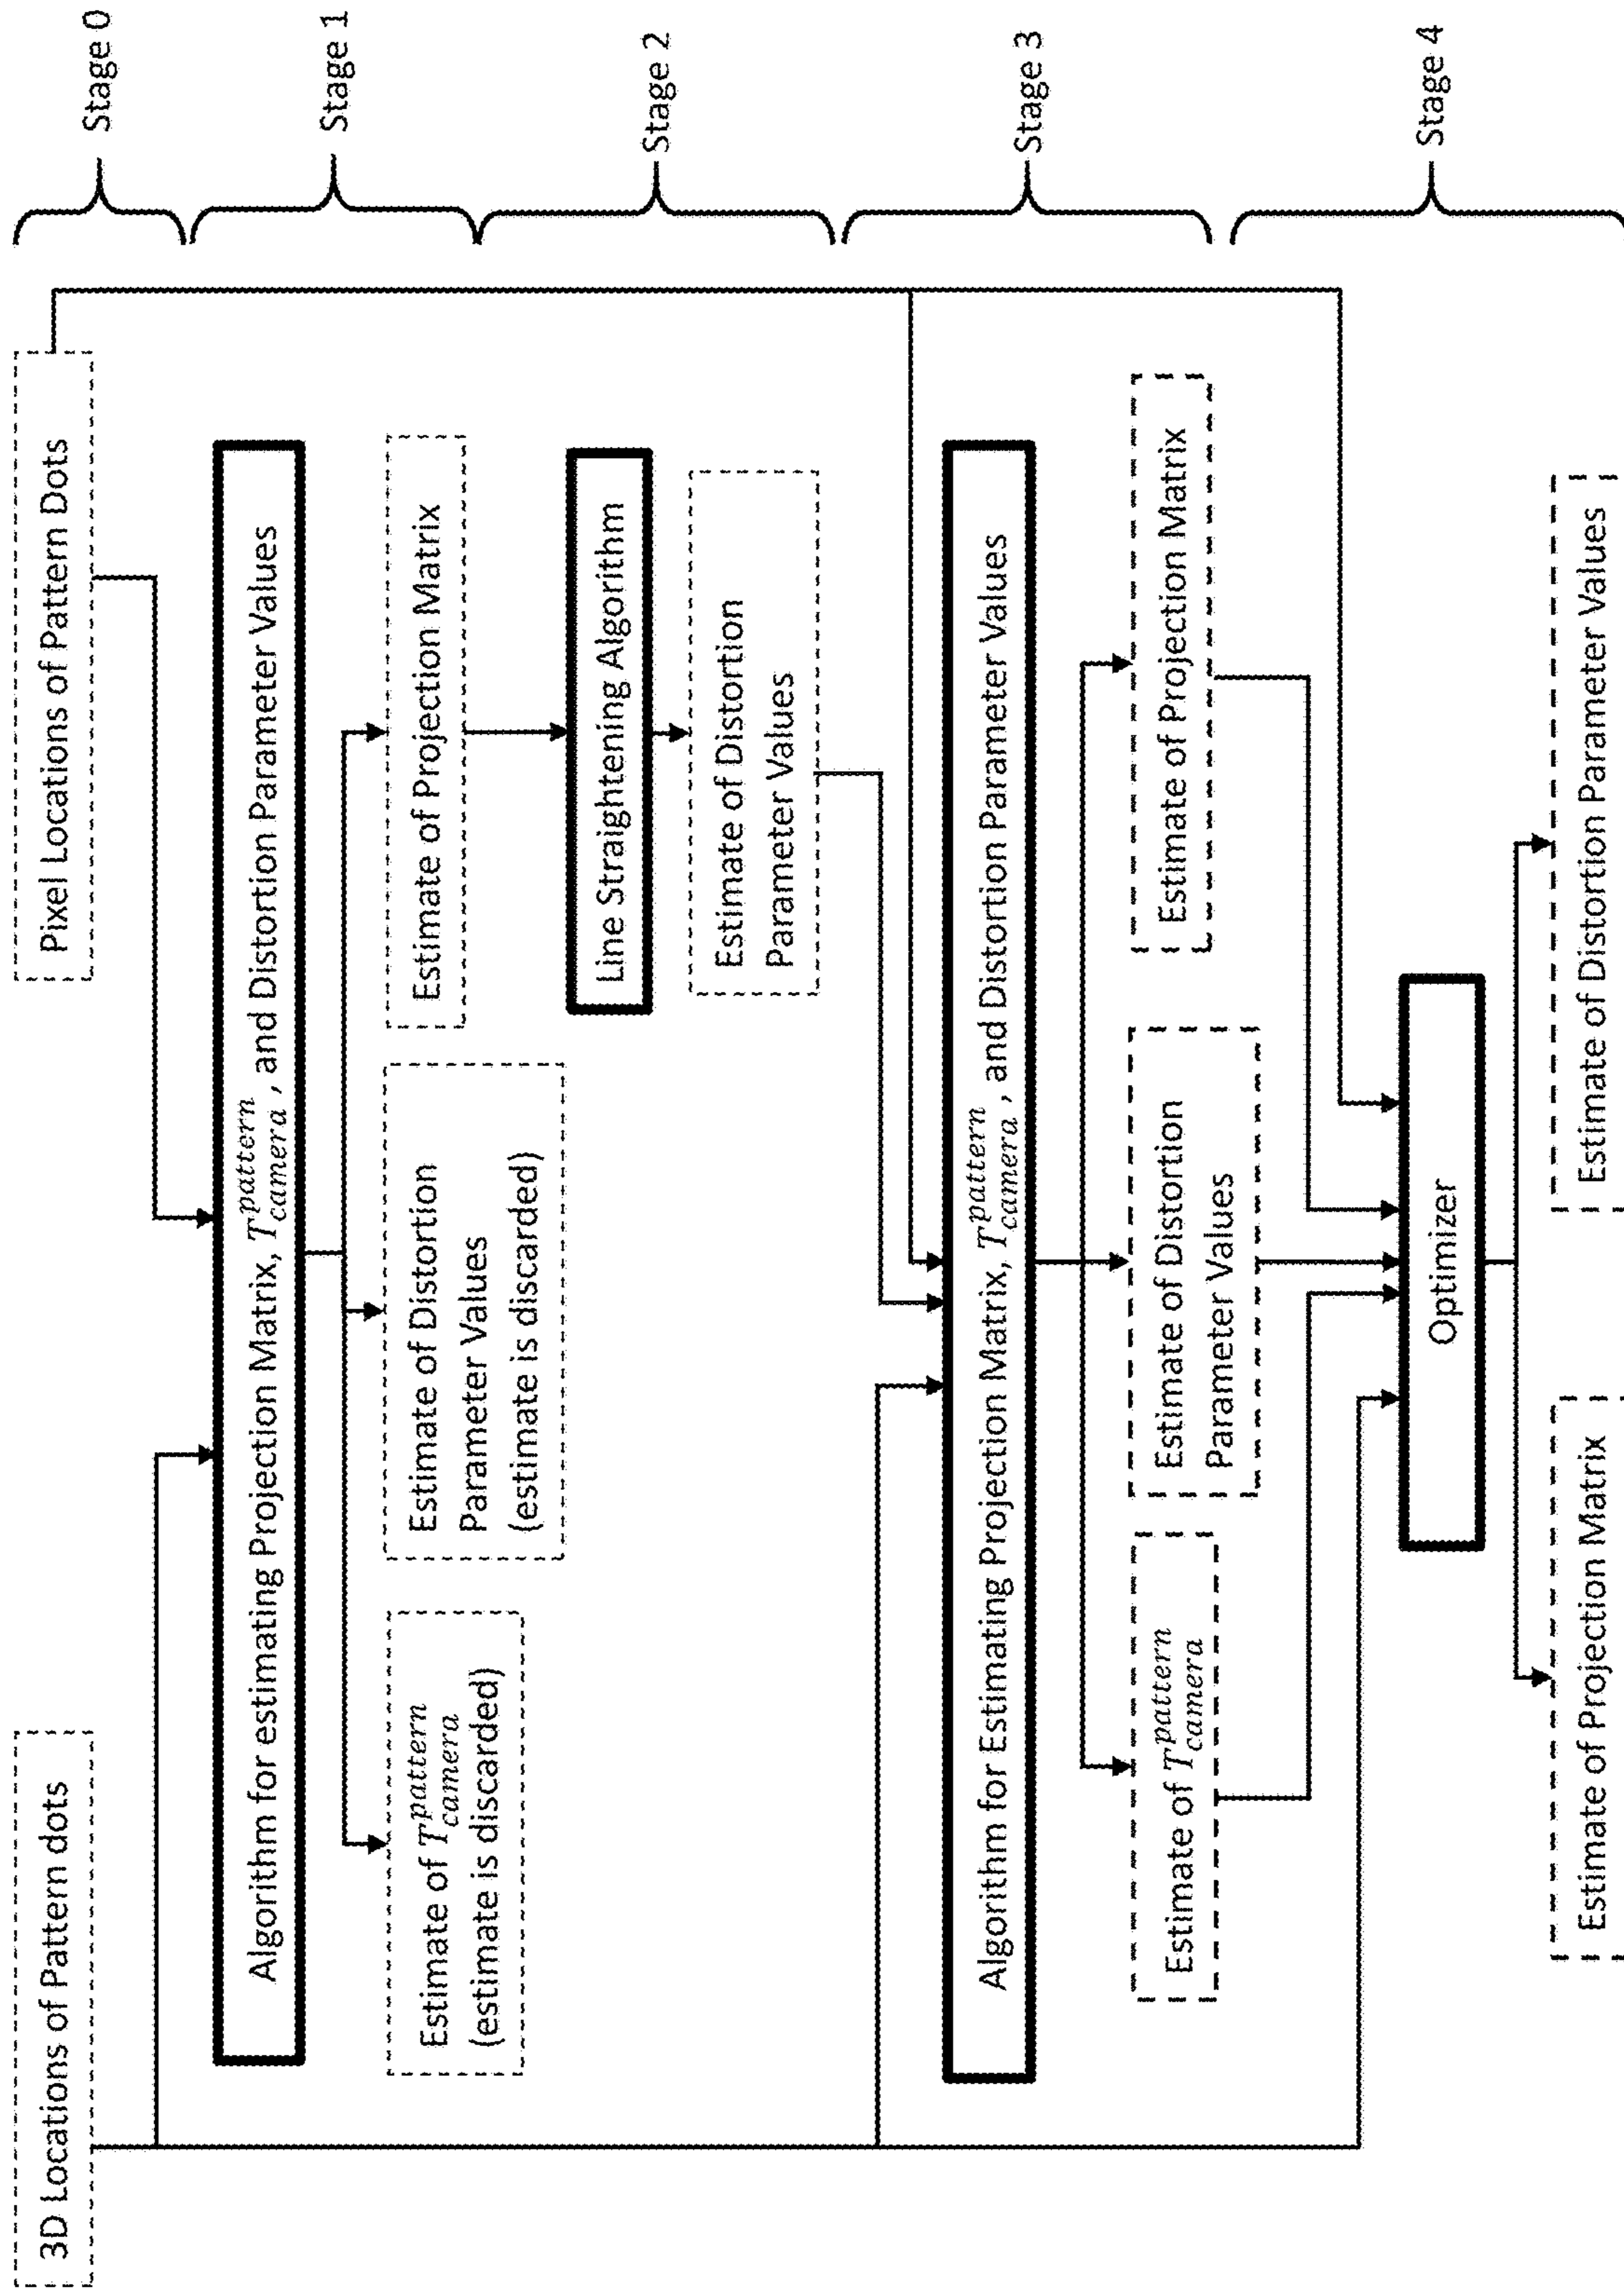 3D Locations of Pattern dots
Pixel Locations of Pattern Dots
Stage 0
Algorithm for estimating Projection Matrix, T^{pattern}_{camera}, and Distortion Parameter Values
Stage 1
Estimate of T^{pattern}_{camera}
(estimate is discarded)
Estimate of Distortion
Parameter Values
(estimate is discarded)
Estimate of Projection Matrix
Line Straightening Algorithm
Stage 2
Estimate of Distortion
Parameter Values
Algorithm for Estimating Projection Matrix, T^{pattern}_{camera}, and Distortion Parameter Values
Stage 3
Estimate of T^{pattern}_{camera}
Estimate of Distortion
Parameter Values
Estimate of Projection Matrix
Optimizer
Stage 4
Estimate of Projection Matrix
Estimate of Distortion Parameter Values